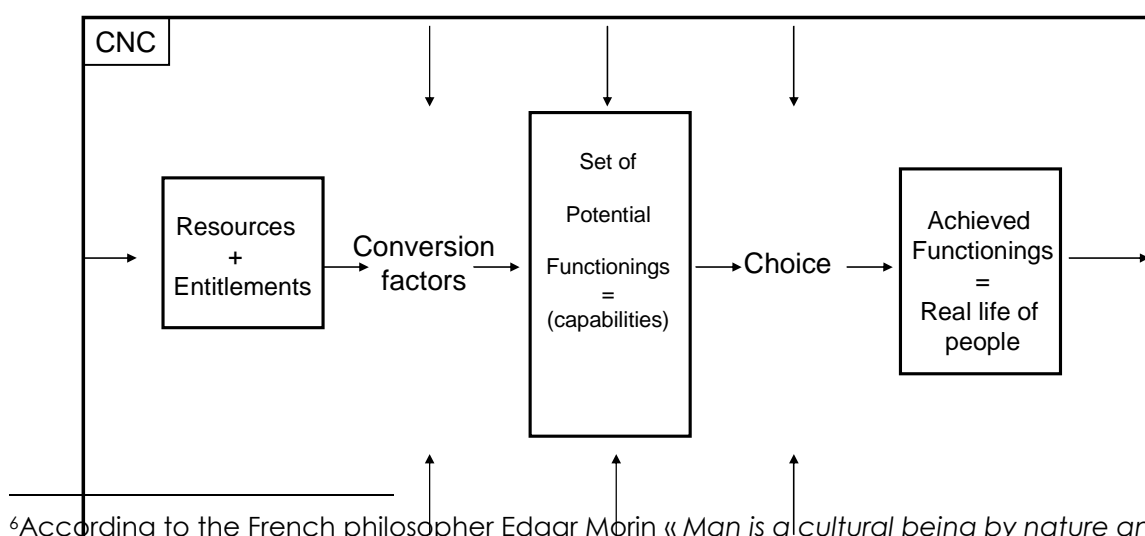 CNC
Resources
+
Entitlements
Conversion
factors
Set of
Potential
Functionings
=
(capabilities)
Choice
Achieved
Functionings
=
Real life of
people
⁶According to the French philosopher Edgar Morin « Man is a cultural being by nature